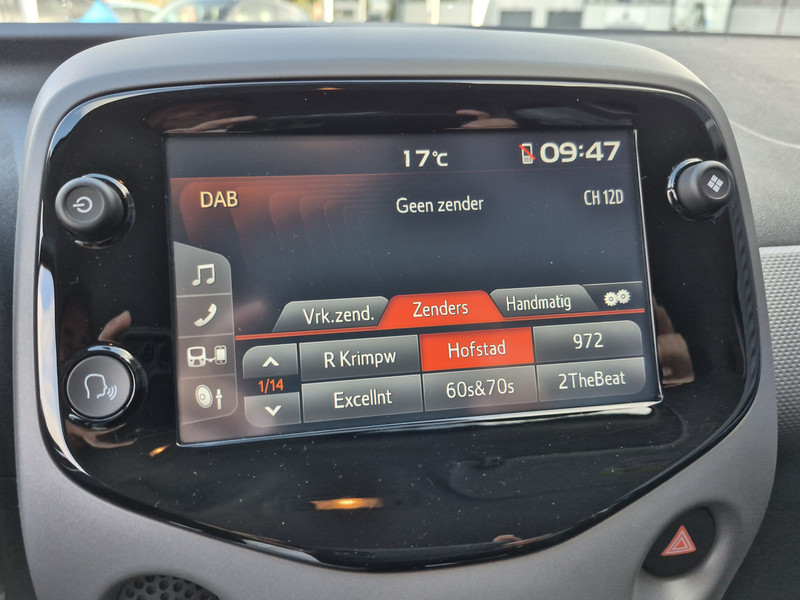 17°C 09:47
DAB Geen zender CH 12D
Vrk.zend. Zenders Handmatig
R Krimpw Hofstad 972
1/14
Excellnt 60s&70s 2TheBeat